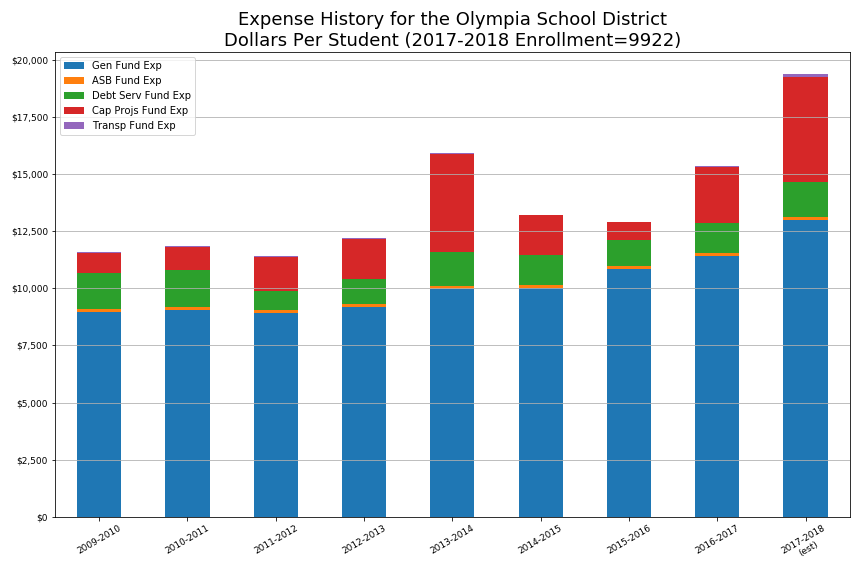 Expense History for the Olympia School District
Dollars Per Student (2017-2018 Enrollment=9922)
Gen Fund Exp
ASB Fund Exp
Debt Serv Fund Exp
Cap Projs Fund Exp
Transp Fund Exp
$20,000
$17,500
$15,000
$12,500
$10,000
$7,500
$5,000
$2,500
$0
2009-2010
2010-2011
2011-2012
2012-2013
2013-2014
2014-2015
2015-2016
2016-2017
2017-2018
(est)